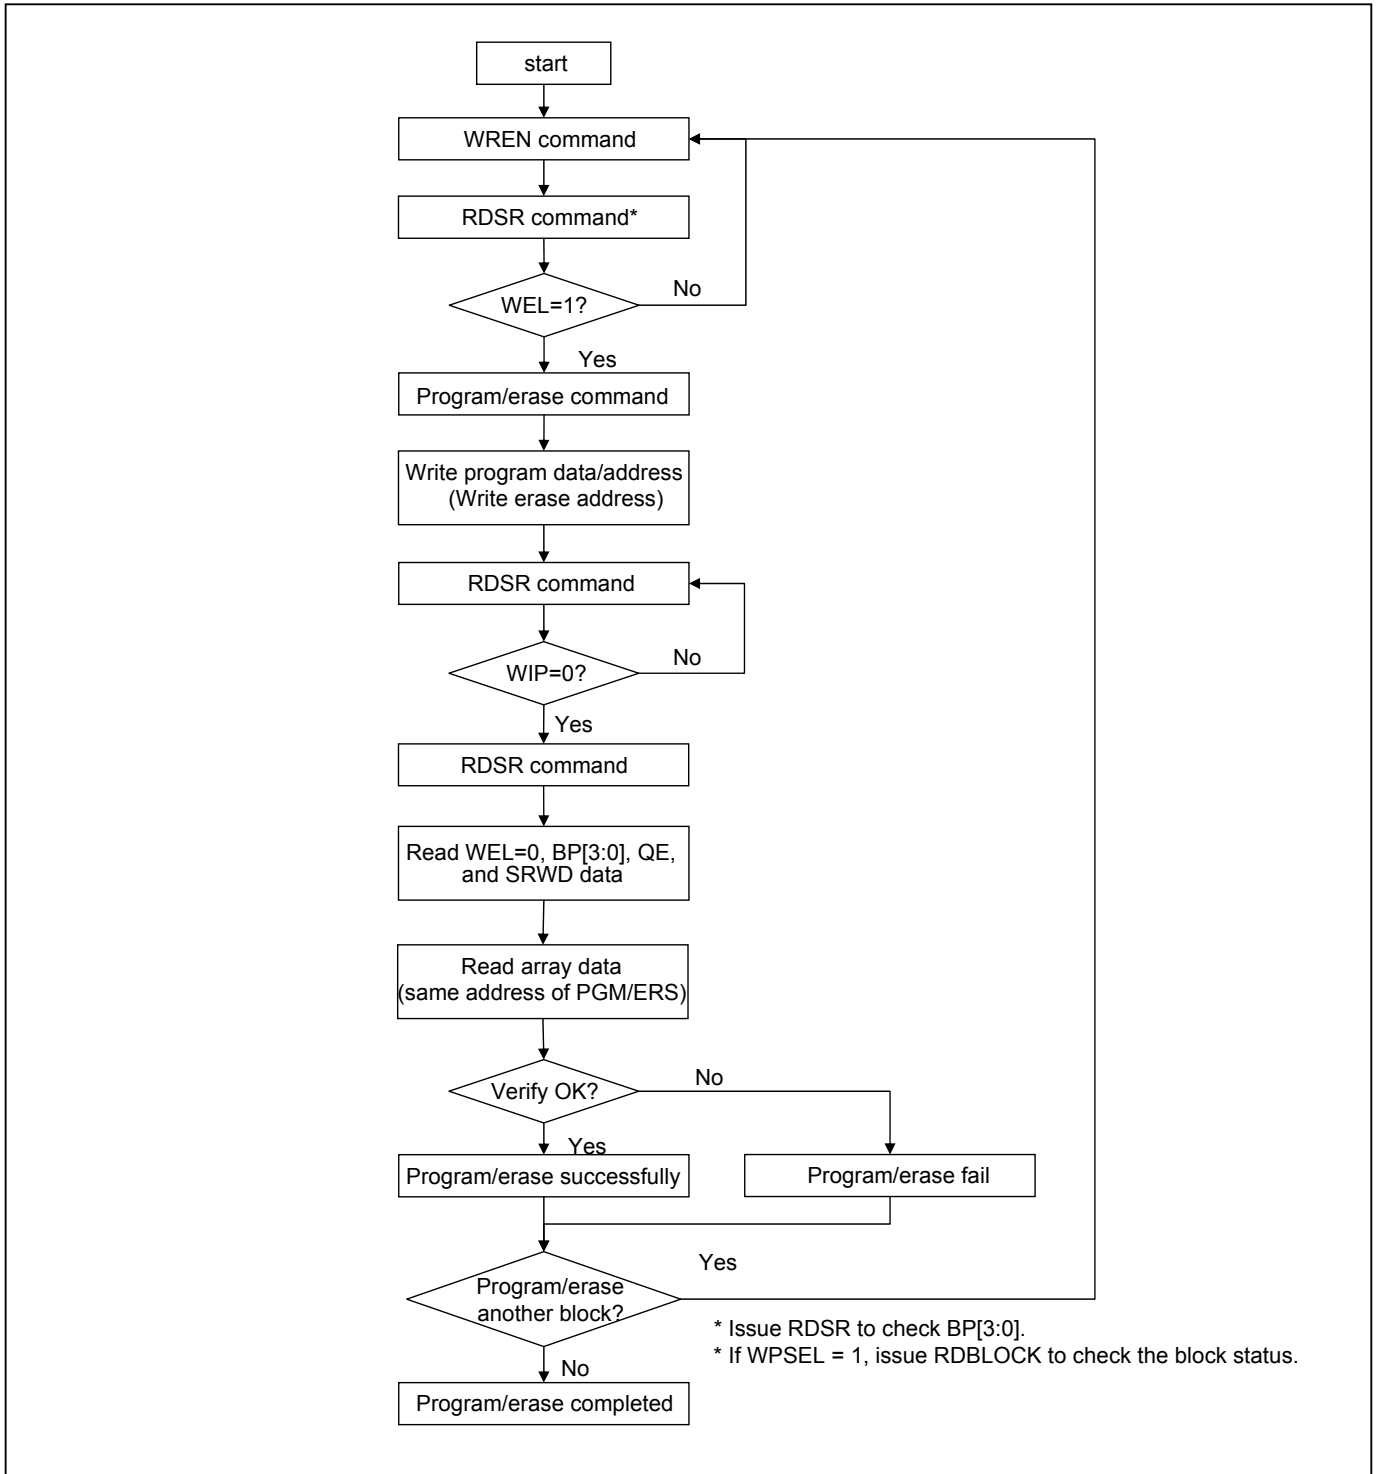 start
WREN command
RDSR command*
WEL=1?
No
Yes
Program/erase command
Write program data/address
(Write erase address)
RDSR command
WIP=0?
No
Yes
RDSR command
Read WEL=0, BP[3:0], QE,
and SRWD data
Read array data
(same address of PGM/ERS)
Verify OK?
No
Yes
Program/erase successfully
Program/erase fail
Yes
Program/erase
another block?
* Issue RDSR to check BP[3:0].
* If WPSEL = 1, issue RDBLOCK to check the block status.
No
Program/erase completed